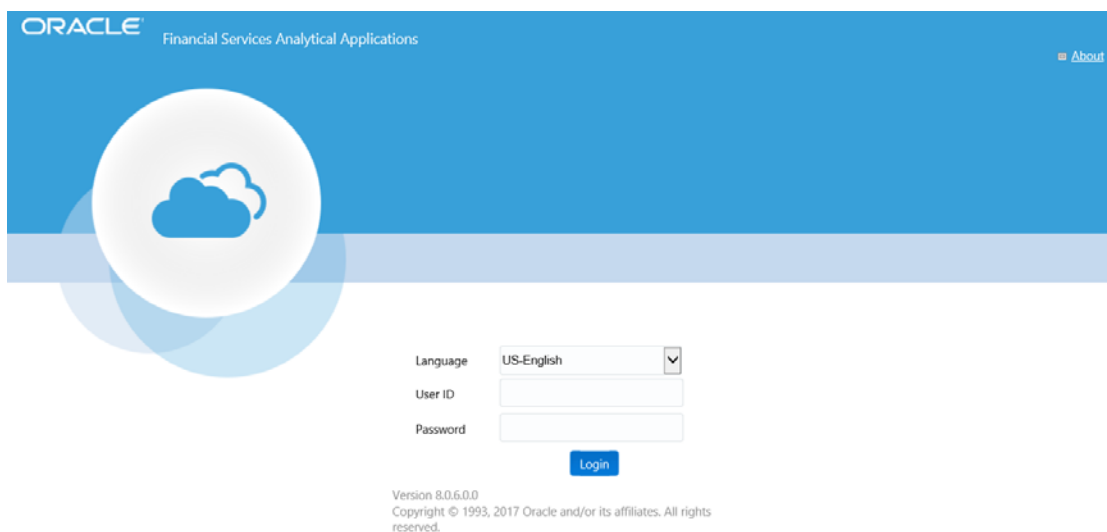 ORACLE
Financial Services Analytical Applications
About
Language US-English
User ID
Password
Login
Version 8.0.6.0.0
Copyright © 1993, 2017 Oracle and/or its affiliates. All rights
reserved.